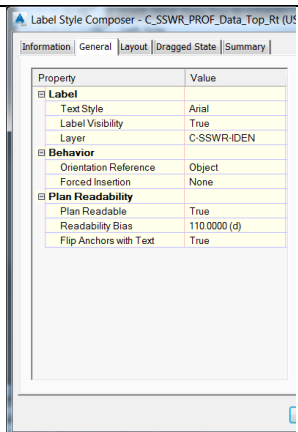 Label Style Composer - C_SSWR_PROF_Data_Top_Rt (US
Information General Layout Dragged State Summary
Property Value
Label
Text Style Arial
Label Visibility True
Layer C-SSWR-IDEN
Behavior
Orientation Reference Object
Forced Insertion None
Plan Readability
Plan Readable True
Readability Bias 110.0000 (d)
Flip Anchors with Text True